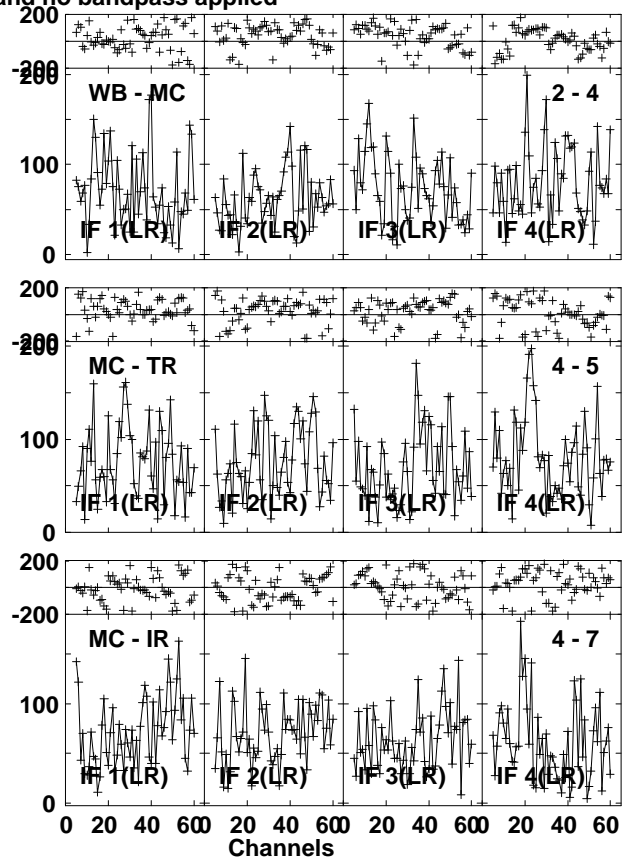 and no bandpass applied
200
-200
200
WB - MC
2 - 4
100
IF 1(LR)
IF 2(LR)
IF 3(LR)
IF 4(LR)
0
200
-200
200
MC - TR
4 - 5
100
IF 1(LR)
IF 2(LR)
IF 3(LR)
IF 4(LR)
0
200
-200
MC - IR
4 - 7
100
IF 1(LR)
IF 2(LR)
IF 3(LR)
IF 4(LR)
0
0 20 40 60 0 20 40 60 0 20 40 60 0 20 40 60
Channels